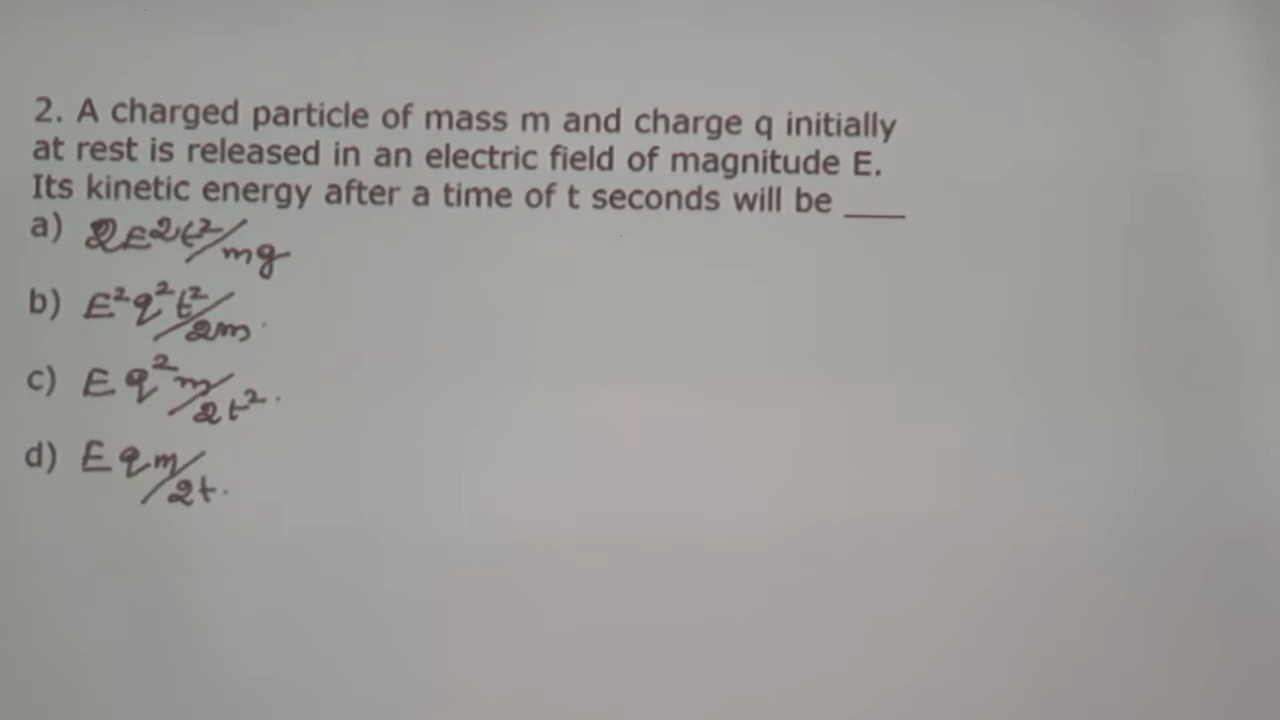 2. A charged particle of mass m and charge q initially
at rest is released in an electric field of magnitude E.
Its kinetic energy after a time of t seconds will be ____
a) 2E²t²/mq
b) E²q²t²/2m.
c) Eq²m/2t².
d) Eqm/2t.